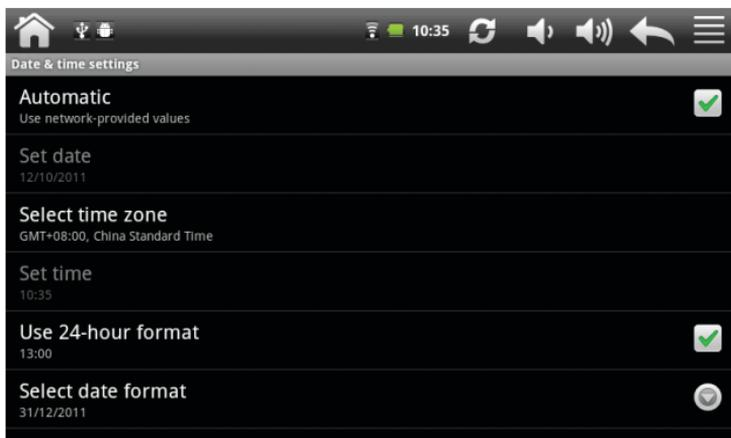 10:35
Date & time settings
Automatic
Use network-provided values
Set date
12/10/2011
Select time zone
GMT+08:00, China Standard Time
Set time
10:35
Use 24-hour format
13:00
Select date format
31/12/2011